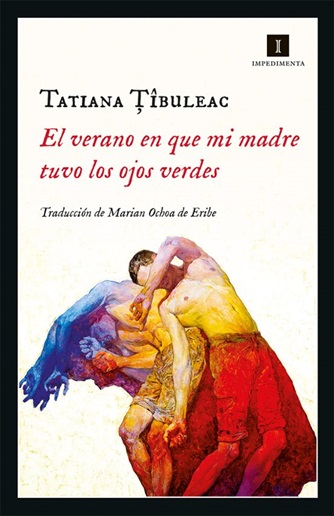 I
IMPEDIMENTA
TATIANA ȚÎBULEAC
El verano en que mi madre
tuvo los ojos verdes
Traducción de Marian Ochoa de Eribe